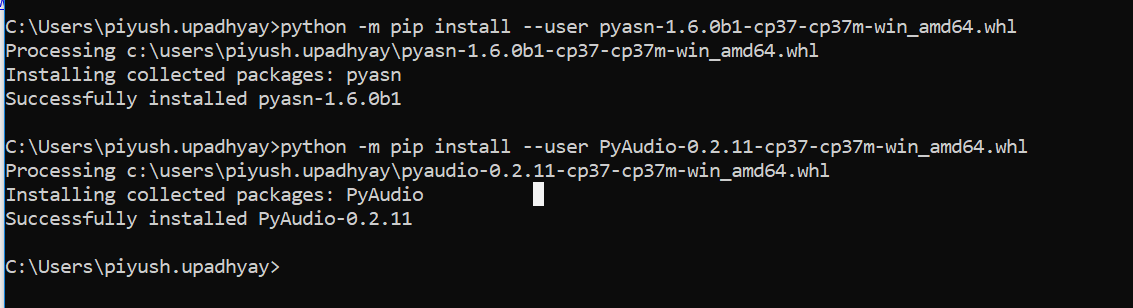 C:\Users\piyush.upadhyay>python -m pip install --user pyasn-1.6.0b1-cp37-cp37m-win_amd64.whl
Processing c:\users\piyush.upadhyay\pyasn-1.6.0b1-cp37-cp37m-win_amd64.whl
Installing collected packages: pyasn
Successfully installed pyasn-1.6.0b1
C:\Users\piyush.upadhyay>python -m pip install --user PyAudio-0.2.11-cp37-cp37m-win_amd64.whl
Processing c:\users\piyush.upadhyay\pyaudio-0.2.11-cp37-cp37m-win_amd64.whl
Installing collected packages: PyAudio
Successfully installed PyAudio-0.2.11
C:\Users\piyush.upadhyay>